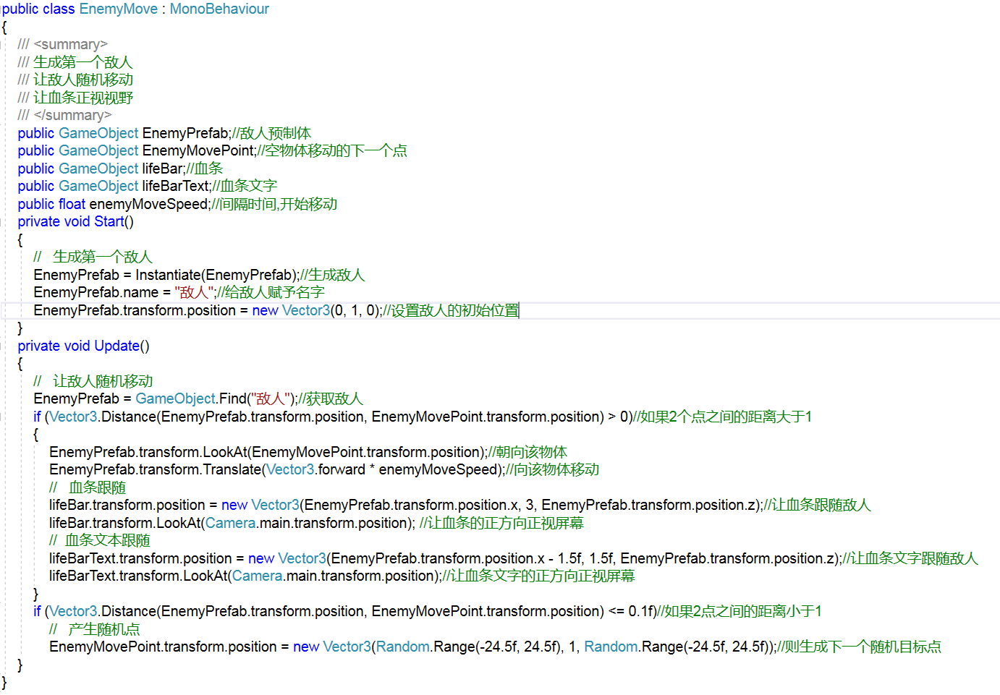 public class EnemyMove : MonoBehaviour
{
/// <summary>
/// 生成第一个敌人
/// 让敌人随机移动
/// 让血条正视视野
/// </summary>
public GameObject EnemyPrefab;//敌人预制体
public GameObject EnemyMovePoint;//空物体移动的下一个点
public GameObject lifeBar;//血条
public GameObject lifeBarText;//血条文字
public float enemyMoveSpeed;//间隔时间,开始移动
private void Start()
{
//   生成第一个敌人
EnemyPrefab = Instantiate(EnemyPrefab);//生成敌人
EnemyPrefab.name = "敌人";//给敌人赋予名字
EnemyPrefab.transform.position = new Vector3(0, 1, 0);//设置敌人的初始位置
}
private void Update()
{
//   让敌人随机移动
EnemyPrefab = GameObject.Find("敌人");//获取敌人
if (Vector3.Distance(EnemyPrefab.transform.position, EnemyMovePoint.transform.position) > 0)//如果2个点之间的距离大于1
{
EnemyPrefab.transform.LookAt(EnemyMovePoint.transform.position);//朝向该物体
EnemyPrefab.transform.Translate(Vector3.forward * enemyMoveSpeed);//向该物体移动
//   血条跟随
lifeBar.transform.position = new Vector3(EnemyPrefab.transform.position.x, 3, EnemyPrefab.transform.position.z);//让血条跟随敌人
lifeBar.transform.LookAt(Camera.main.transform.position); //让血条的正方向正视屏幕
//  血条文本跟随
lifeBarText.transform.position = new Vector3(EnemyPrefab.transform.position.x - 1.5f, 1.5f, EnemyPrefab.transform.position.z);//让血条文字跟随敌人
lifeBarText.transform.LookAt(Camera.main.transform.position);//让血条文字的正方向正视屏幕
}
if (Vector3.Distance(EnemyPrefab.transform.position, EnemyMovePoint.transform.position) <= 0.1f)//如果2点之间的距离小于1
//   产生随机点
EnemyMovePoint.transform.position = new Vector3(Random.Range(-24.5f, 24.5f), 1, Random.Range(-24.5f, 24.5f));//则生成下一个随机目标点
}
}